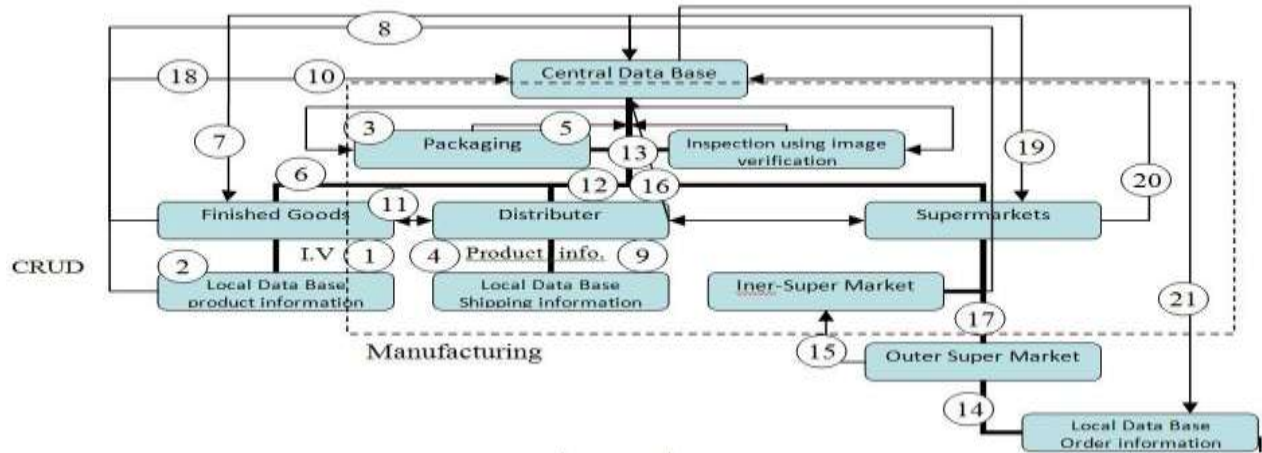 8
Central Data Base
18
10
3
Packaging
5
Inspection using image
verification
7
13
19
6
12
16
20
Finished Goods
11
Distributer
Supermarkets
I.V
1
4
Product info.
9
CRUD
2
Local Data Base
product information
Local Data Base
Shipping information
Iner-Super Market
21
17
Manufacturing
15
Outer Super Market
14
Local Data Base
Order information